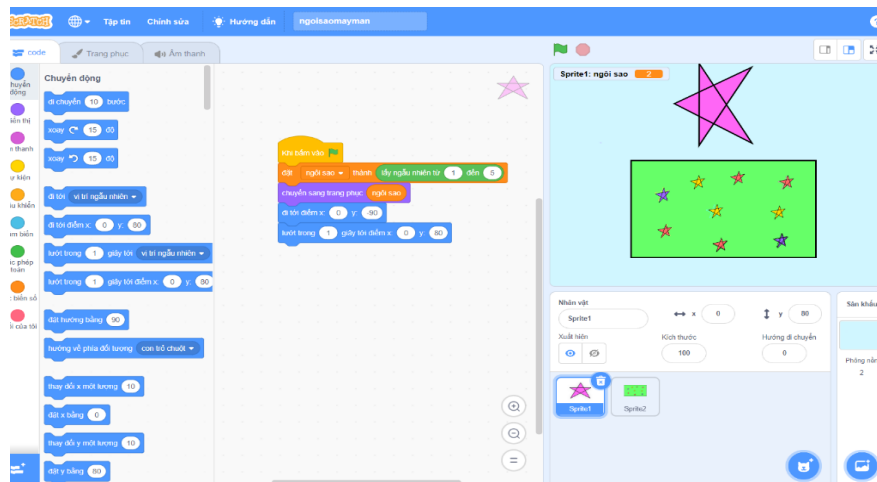 SCRATCH
Tập tin
Chỉnh sửa
Hướng dẫn
ngoisaomayman
code
Trang phục
Âm thanh
Chuyển động
di chuyển 10 bước
xoay 15 độ
xoay 15 độ
đi tới vị trí ngẫu nhiên
đi tới điểm x: 0 y: 80
lướt trong 1 giây tới vị trí ngẫu nhiên
lướt trong 1 giây tới điểm x: 0 y: 80
đặt hướng bằng 90
hướng về phía đối tượng con trỏ chuột
thay đổi x một lượng 10
đặt x bằng 0
thay đổi y một lượng 10
đặt y bằng 80
Khi bấm vào
đặt ngôi sao thành lấy ngẫu nhiên từ 1 đến 5
chuyển sang trang phục ngôi sao
đi tới điểm x: 0 y: -90
lướt trong 1 giây tới điểm x: 0 y: 80
Sprite1: ngôi sao 2
Nhân vật
Sprite1
x 0
y 80
Xuất hiện
Kích thước
100
Hướng di chuyển
0
Sprite1
Sprite2
Sân khấu
2